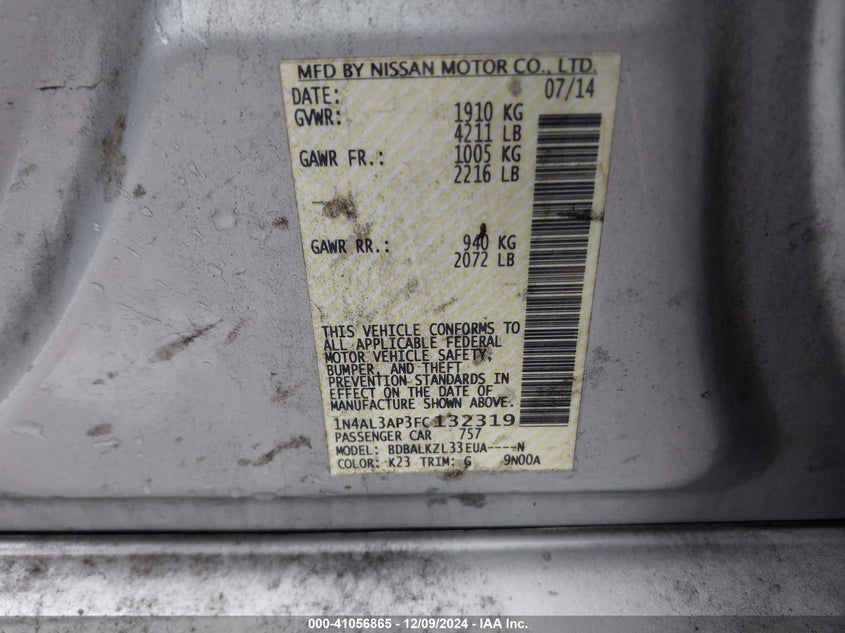 MFD BY NISSAN MOTOR CO., LTD.
DATE: 07/14
GVWR: 1910 KG
4211 LB
GAWR FR.: 1005 KG
2216 LB
GAWR RR.: 940 KG
2072 LB
THIS VEHICLE CONFORMS TO
ALL APPLICABLE FEDERAL
MOTOR VEHICLE SAFETY,
BUMPER, AND THEFT
PREVENTION STANDARDS IN
EFFECT ON THE DATE OF
MANUFACTURE SHOWN ABOVE.
1N4AL3AP3FC132319
PASSENGER CAR 757
MODEL: BDBALKZL33EUA----N
COLOR: K23 TRIM: G 9N00A
000-41056865 - 12/09/2024 - IAA Inc.